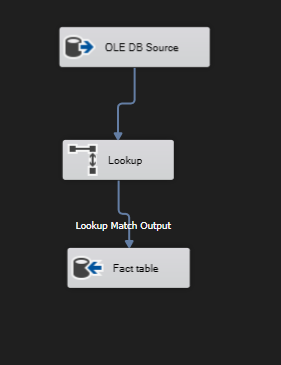 OLE DB Source
Lookup
Lookup Match Output
Fact table